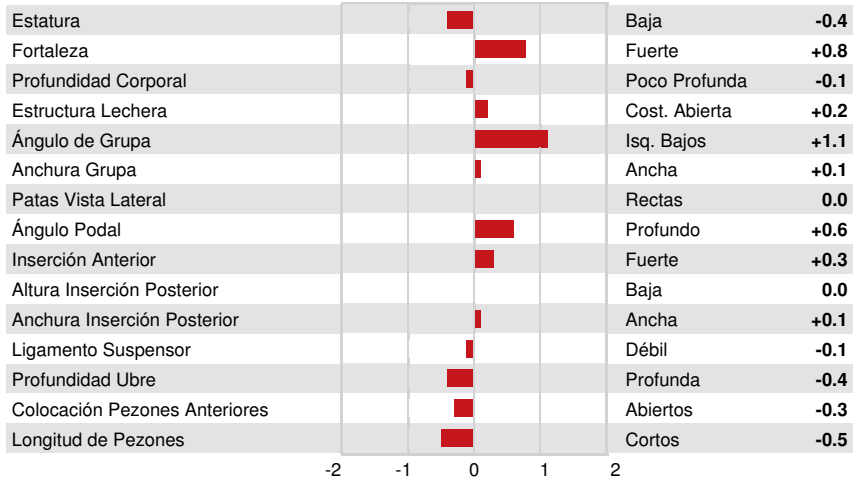 Estatura Baja -0.4
Fortaleza Fuerte +0.8
Profundidad Corporal Poco Profunda -0.1
Estructura Lechera Cost. Abierta +0.2
Ángulo de Grupa Isq. Bajos +1.1
Anchura Grupa Ancha +0.1
Patas Vista Lateral Rectas 0.0
Ángulo Podal Profundo +0.6
Inserción Anterior Fuerte +0.3
Altura Inserción Posterior Baja 0.0
Anchura Inserción Posterior Ancha +0.1
Ligamento Suspensor Débil -0.1
Profundidad Ubre Profunda -0.4
Colocación Pezones Anteriores Abiertos -0.3
Longitud de Pezones Cortos -0.5
-2 -1 0 1 2